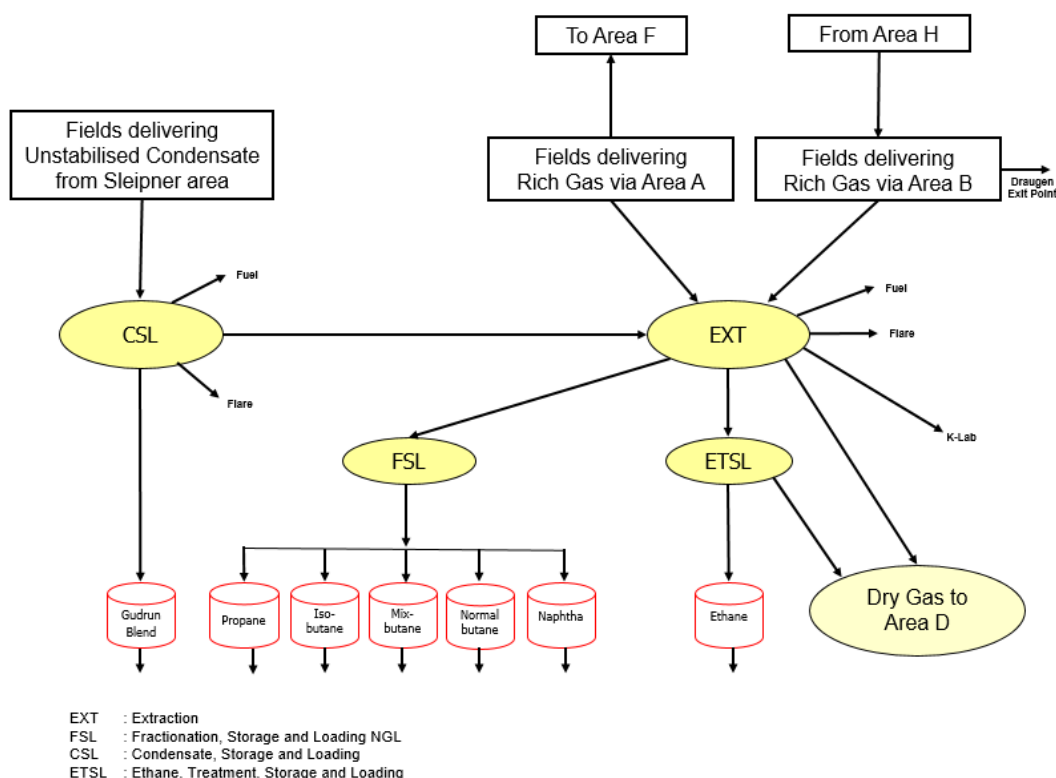 To Area F
From Area H
Fields delivering
Unstabilised Condensate
from Sleipner area
Fields delivering
Rich Gas via Area A
Fields delivering
Rich Gas via Area B
Draugen
Exit Point
Fuel
CSL
Flare
EXT
Fuel
Flare
K-Lab
FSL
ETSL
Gudrun
Blend
Propane
Iso-
butane
Mix-
butane
Normal
butane
Naphtha
Ethane
Dry Gas to
Area D
EXT : Extraction
FSL : Fractionation, Storage and Loading NGL
CSL : Condensate, Storage and Loading
ETSL : Ethane, Treatment, Storage and Loading